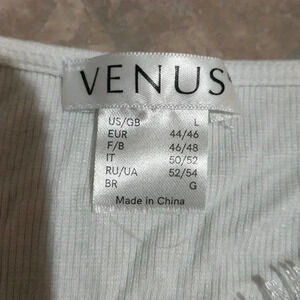 VENUS
US/GB L
EUR 44/46
F/B 46/48
IT 50/52
RU/UA 52/54
BR G
Made in China